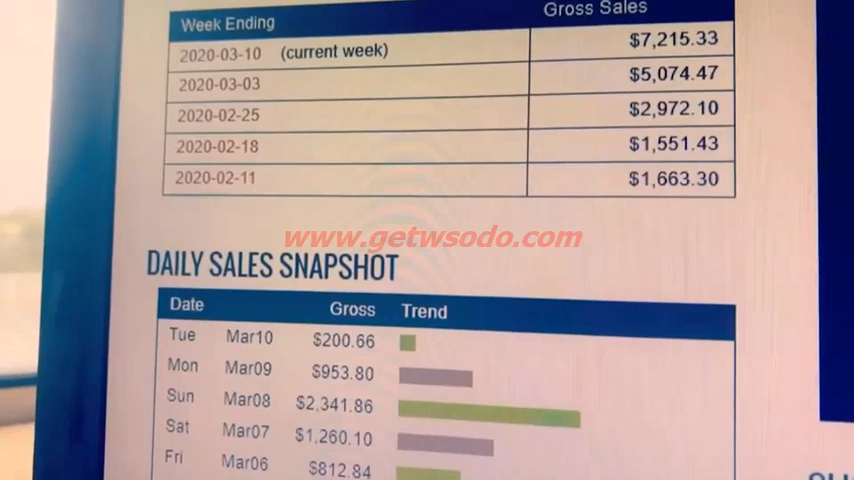 Week Ending Gross Sales
2020-03-10 (current week) $7,215.33
2020-03-03 $5,074.47
2020-02-25 $2,972.10
2020-02-18 $1,551.43
2020-02-11 $1,663.30
www.getwsodo.com
DAILY SALES SNAPSHOT
Date Gross Trend
Tue Mar10 $200.66
Mon Mar09 $953.80
Sun Mar08 $2,341.86
Sat Mar07 $1,260.10
Fri Mar06 $812.84